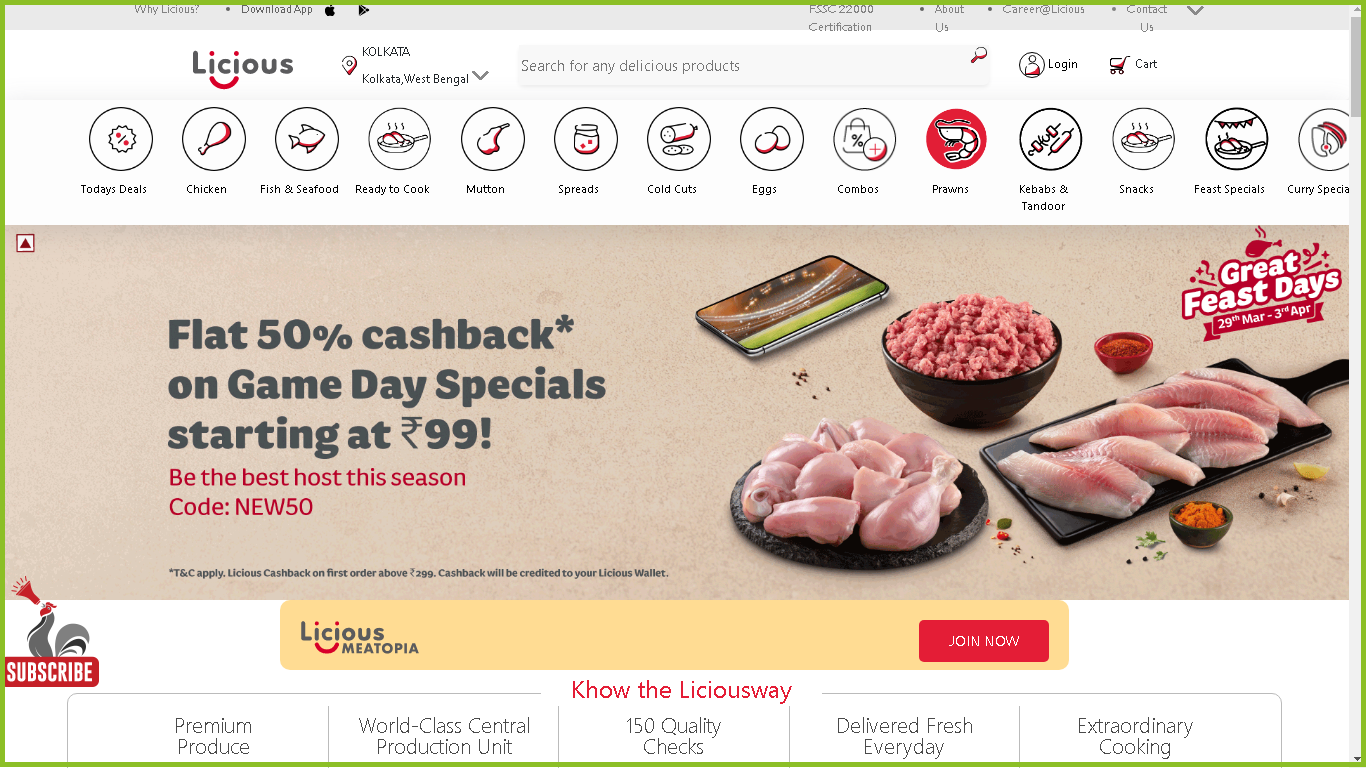 Why Licious?
Download App
FSSC 22000
Certification
About
Us
Career@Licious
Contact
Us
Licious
KOLKATA
Kolkata,West Bengal
Search for any delicious products
Login
Cart
Todays Deals
Chicken
Fish & Seafood
Ready to Cook
Mutton
Spreads
Cold Cuts
Eggs
Combos
Prawns
Kebabs &
Tandoor
Snacks
Feast Specials
Curry Specia
Great
Feast Days
29th Mar - 3rd Apr
Flat 50% cashback*
on Game Day Specials
starting at ₹99!
Be the best host this season
Code: NEW50
*T&C apply. Licious Cashback on first order above ₹299. Cashback will be credited to your Licious Wallet.
SUBSCRIBE
Licious
MEATOPIA
JOIN NOW
Khow the Liciousway
Premium
Produce
World-Class Central
Production Unit
150 Quality
Checks
Delivered Fresh
Everyday
Extraordinary
Cooking